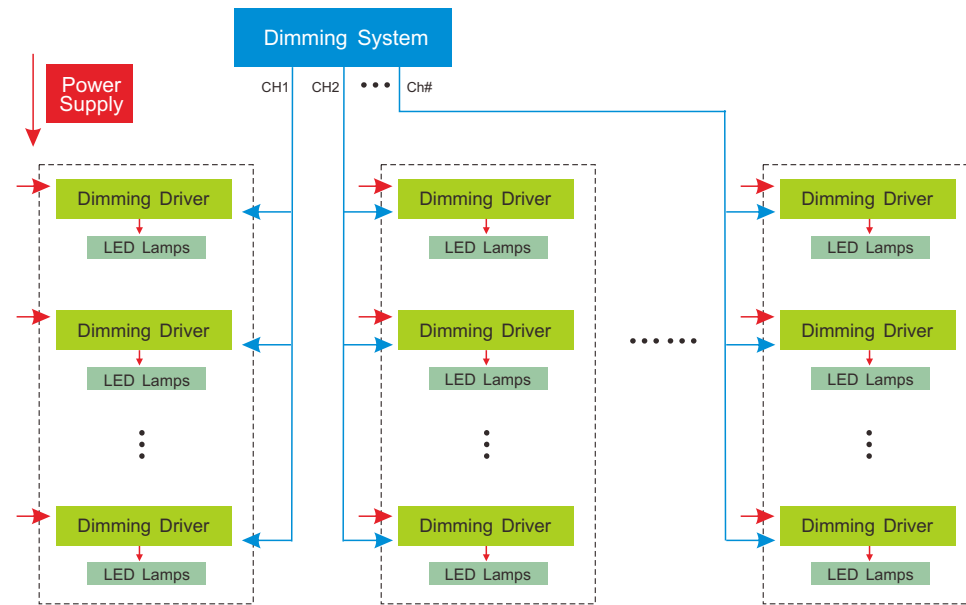 Dimming System
Power
Supply
CH1 CH2 ••• Ch#
Dimming Driver Dimming Driver Dimming Driver
LED Lamps LED Lamps LED Lamps
Dimming Driver Dimming Driver Dimming Driver
LED Lamps LED Lamps LED Lamps
Dimming Driver Dimming Driver Dimming Driver
LED Lamps LED Lamps LED Lamps